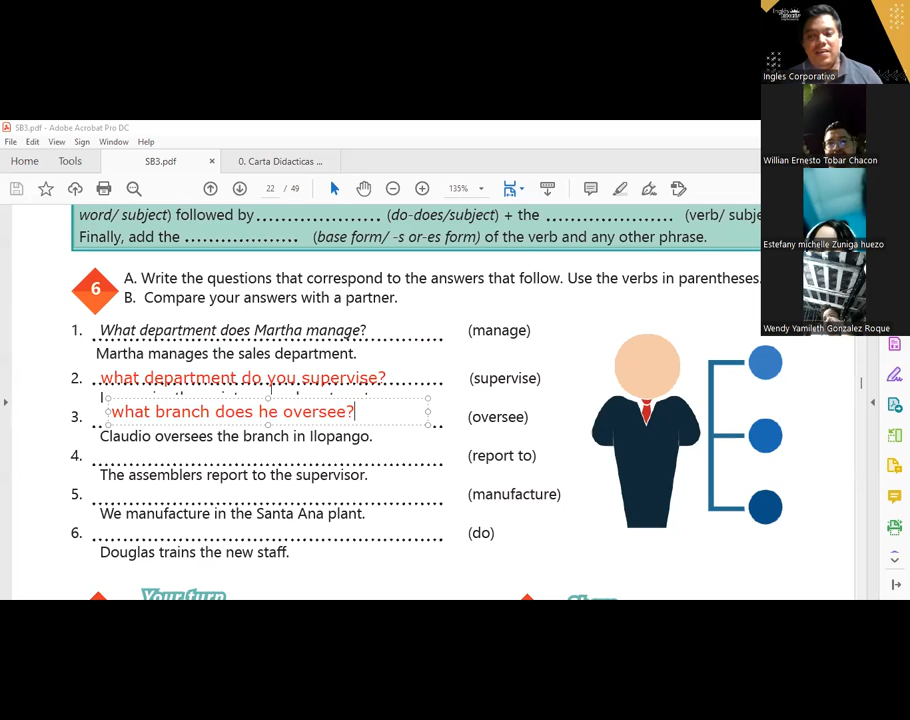 Inglés Corporativo
Ingles Corporativo
Willian Ernesto Tobar Chacon
Estefany michelle Zuniga huezo
Wendy Yamileth Gonzalez Roque
SB3.pdf - Adobe Acrobat Pro DC
File Edit View Sign Window Help
Home Tools SB3.pdf × 0. Carta Didacticas ...
22 / 49 135%
word/ subject) followed by........................ (do-does/subject) + the ........................ (verb/ subje
Finally, add the ...................... (base form/ -s or-es form) of the verb and any other phrase.
6
A. Write the questions that correspond to the answers that follow. Use the verbs in parentheses.
B. Compare your answers with a partner.
1. What department does Martha manage? (manage)
Martha manages the sales department.
2. what department do you supervise? (supervise)
3. what branch does he oversee? (oversee)
Claudio oversees the branch in Ilopango.
4. (report to)
The assemblers report to the supervisor.
5. (manufacture)
We manufacture in the Santa Ana plant.
6. (do)
Douglas trains the new staff.
Your turn